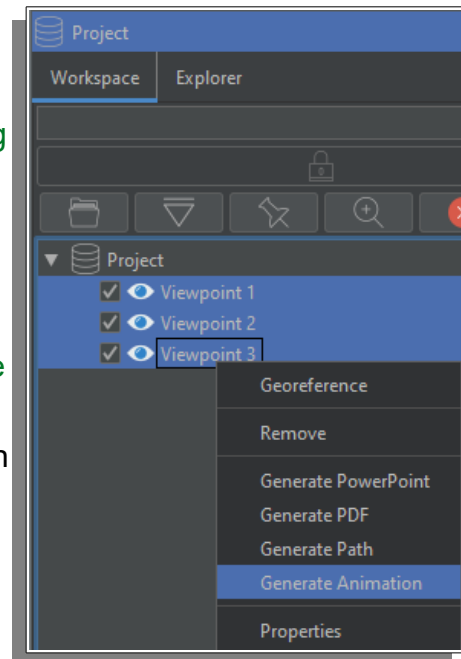 Project
Workspace Explorer
g
Project
Viewpoint 1
Viewpoint 2
e
Viewpoint 3
Georeference
Remove
n
Generate PowerPoint
Generate PDF
Generate Path
Generate Animation
Properties